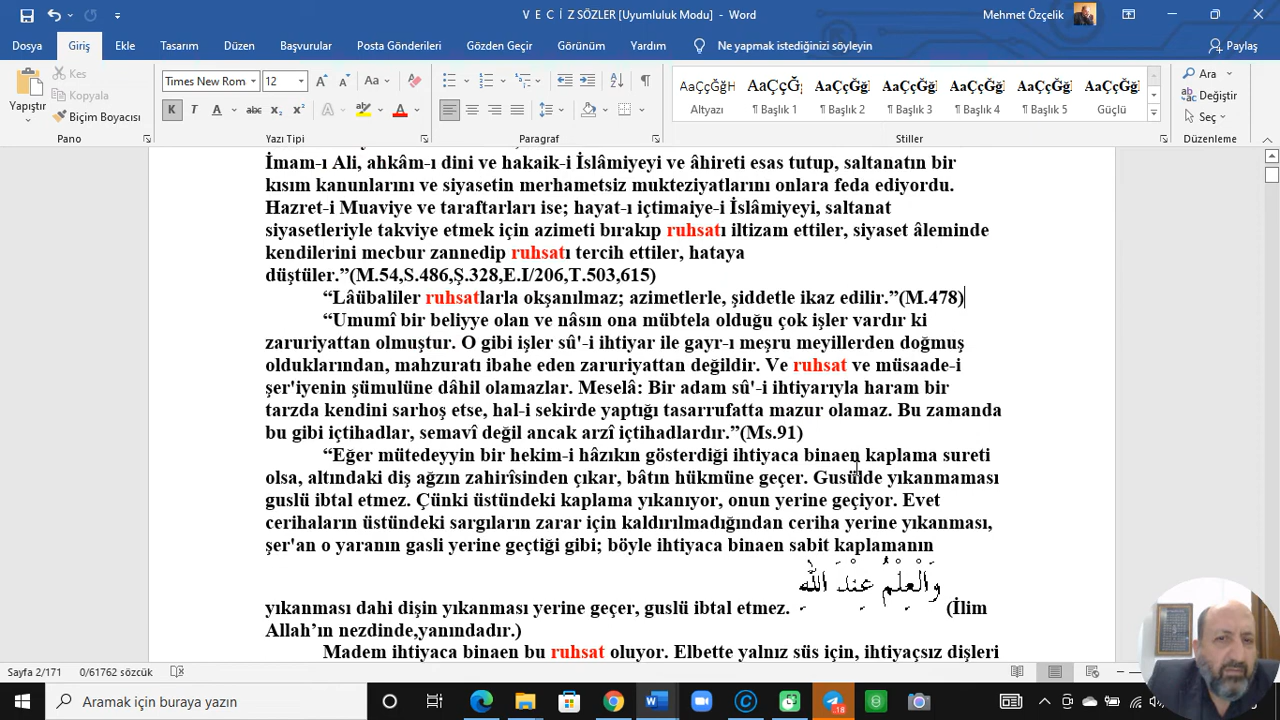 V E C İ Z SÖZLER [Uyumluluk Modu] - Word
Mehmet Özçelik
Dosya Giriş Ekle Tasarım Düzen Başvurular Posta Gönderileri Gözden Geçir Görünüm Yardım Ne yapmak istediğinizi söyleyin Paylaş
Yapıştır
Kes
Kopyala
Biçim Boyacısı
Pano
Times New Rom 12
Yazı Tipi
Paragraf
AaÇçĞğH AaÇçĞğ AaÇçĞğ AaÇçĞğ AaÇçĞğ AaÇçĞğ AaÇçĞğ
Altyazı ¶ Başlık 1 ¶ Başlık 2 ¶ Başlık 3 ¶ Başlık 4 ¶ Başlık 5 Güçlü
Stiller
Ara
Değiştir
Seç
Düzenleme
İmam-ı Ali, ahkâm-ı dini ve hakaik-i İslâmiyeyi ve âhireti esas tutup, saltanatın bir
kısım kanunlarını ve siyasetin merhametsiz mukteziyatlarını onlara feda ediyordu.
Hazret-i Muaviye ve taraftarları ise; hayat-ı içtimaiye-i İslâmiyeyi, saltanat
siyasetleriyle takviye etmek için azimeti bırakıp ruhsatı iltizam ettiler, siyaset âleminde
kendilerini mecbur zannedip ruhsatı tercih ettiler, hataya
düştüler.”(M.54,S.486,Ş.328,E.I/206,T.503,615)
“Lâübaliler ruhsatlarla okşanılmaz; azimetlerle, şiddetle ikaz edilir.”(M.478)
“Umumî bir beliyye olan ve nâsın ona mübtela olduğu çok işler vardır ki
zaruriyattan olmuştur. O gibi işler sû'-i ihtiyar ile gayr-ı meşru meyillerden doğmuş
olduklarından, mahzuratı ibahe eden zaruriyattan değildir. Ve ruhsat ve müsaade-i
şer'iyenin şümulüne dâhil olamazlar. Meselâ: Bir adam sû'-i ihtiyarıyla haram bir
tarzda kendini sarhoş etse, hal-i sekirde yaptığı tasarrufatta mazur olamaz. Bu zamanda
bu gibi içtihadlar, semavî değil ancak arzî içtihadlardır.”(Ms.91)
“Eğer mütedeyyin bir hekim-i hâzıkın gösterdiği ihtiyaca binaen kaplama sureti
olsa, altındaki diş ağzın zahirîsinden çıkar, bâtın hükmüne geçer. Gusülde yıkanmaması
guslü ibtal etmez. Çünki üstündeki kaplama yıkanıyor, onun yerine geçiyor. Evet
cerihaların üstündeki sargıların zarar için kaldırılmadığından ceriha yerine yıkanması,
şer'an o yaranın gasli yerine geçtiği gibi; böyle ihtiyaca binaen sabit kaplamanın
yıkanması dahi dişin yıkanması yerine geçer, guslü ibtal etmez. وَالْعِلْمُ عِنْدَ اللّٰهِ (İlim
Allah’ın nezdinde,yanındadır.)
Madem ihtiyaca binaen bu ruhsat oluyor. Elbette yalnız süs için, ihtiyaçsız dişleri
Sayfa 2/171 0/61762 sözcük
Aramak için buraya yazın
18